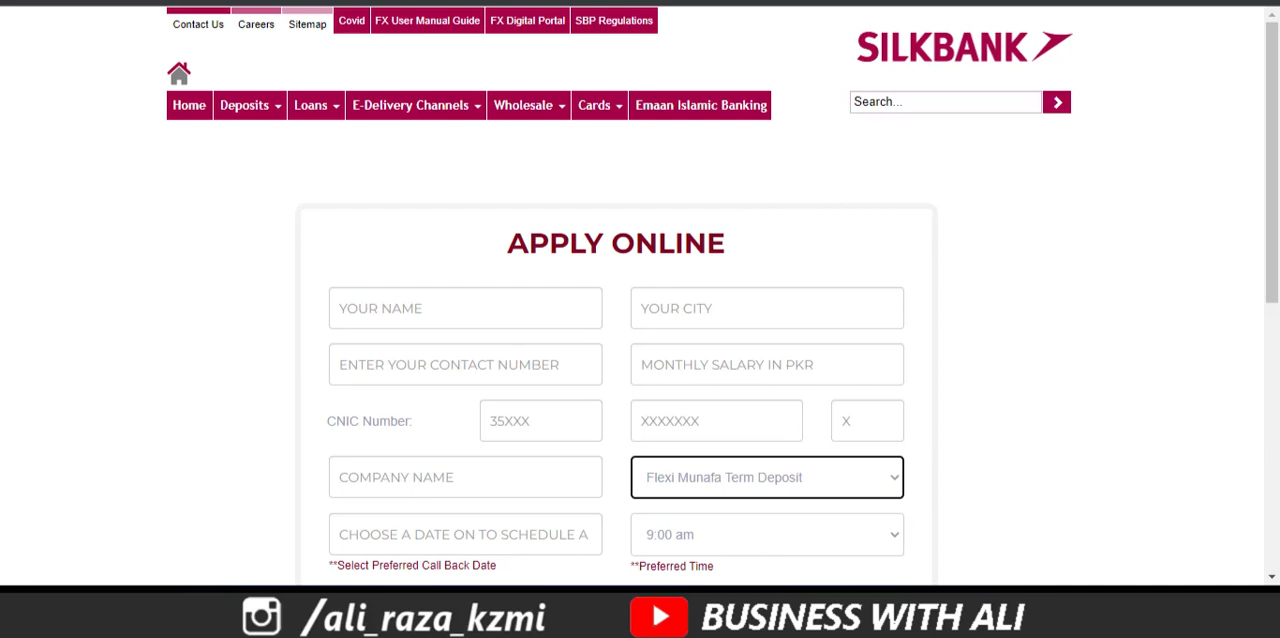 Contact Us Careers Sitemap Covid FX User Manual Guide FX Digital Portal SBP Regulations
SILKBANK
Home Deposits Loans E-Delivery Channels Wholesale Cards Emaan Islamic Banking
Search...
APPLY ONLINE
YOUR NAME YOUR CITY
ENTER YOUR CONTACT NUMBER MONTHLY SALARY IN PKR
CNIC Number: 35XXX XXXXXXX X
COMPANY NAME Flexi Munafa Term Deposit
CHOOSE A DATE ON TO SCHEDULE A 9:00 am
**Select Preferred Call Back Date **Preferred Time
/ali_raza_kzmi BUSINESS WITH ALI